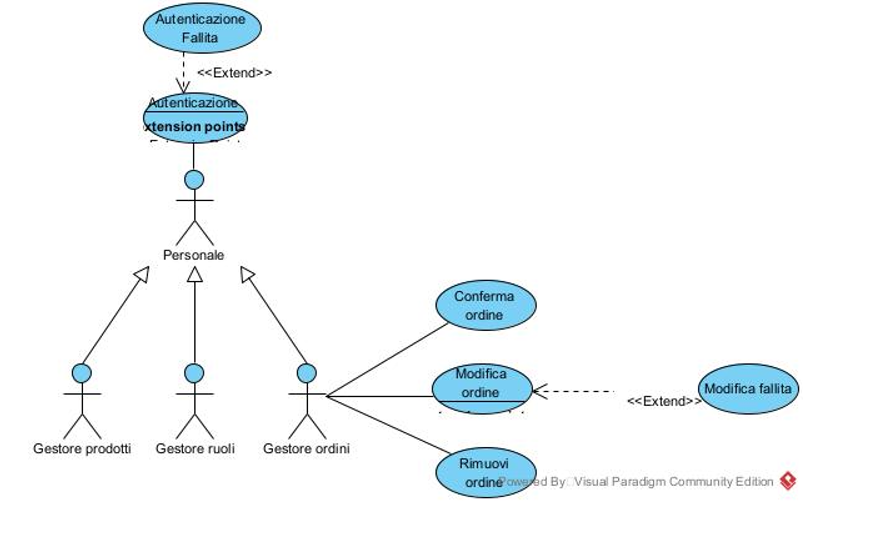 Autenticazione
Fallita
<<Extend>>
Autenticazione
xtension points
Personale
Conferma
ordine
Modifica
ordine
<<Extend>>
Modifica fallita
Gestore prodotti
Gestore ruoli
Gestore ordini
Rimuovi
ordine
Powered By Visual Paradigm Community Edition